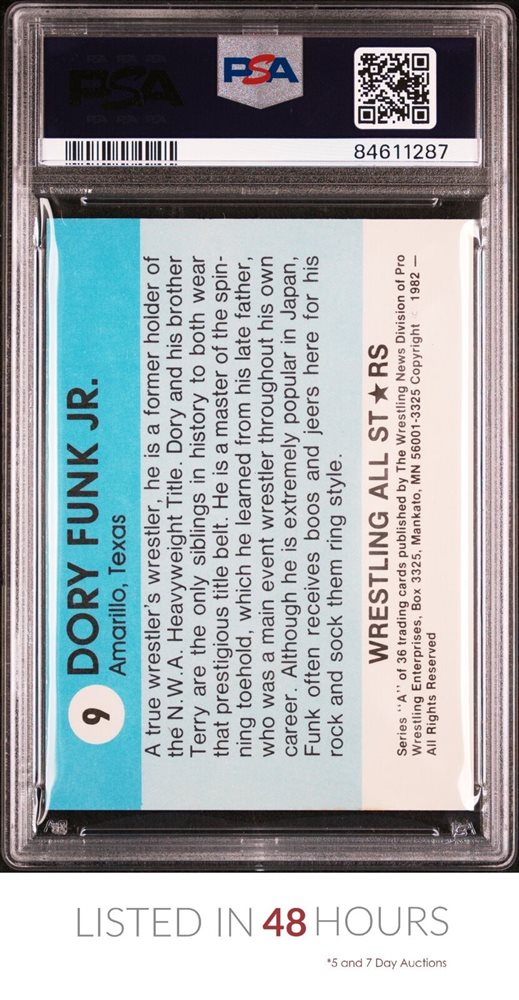 PSA
84611287
9 DORY FUNK JR.
Amarillo, Texas
A true wrestler's wrestler, he is a former holder of
the N.W.A. Heavyweight Title. Dory and his brother
Terry are the only siblings in history to both wear
that prestigious title belt. He is a master of the spin-
ning toehold, which he learned from his late father,
who was a main event wrestler throughout his own
career. Although he is extremely popular in Japan,
Funk often receives boos and jeers here for his
rock and sock them ring style.
WRESTLING ALL ST★RS
Series "A" of 36 trading cards published by The Wrestling News Division of Pro
Wrestling Enterprises, Box 3325, Mankato, MN 56001-3325 Copyright 1982 —
All Rights Reserved
LISTED IN 48 HOURS
*5 and 7 Day Auctions